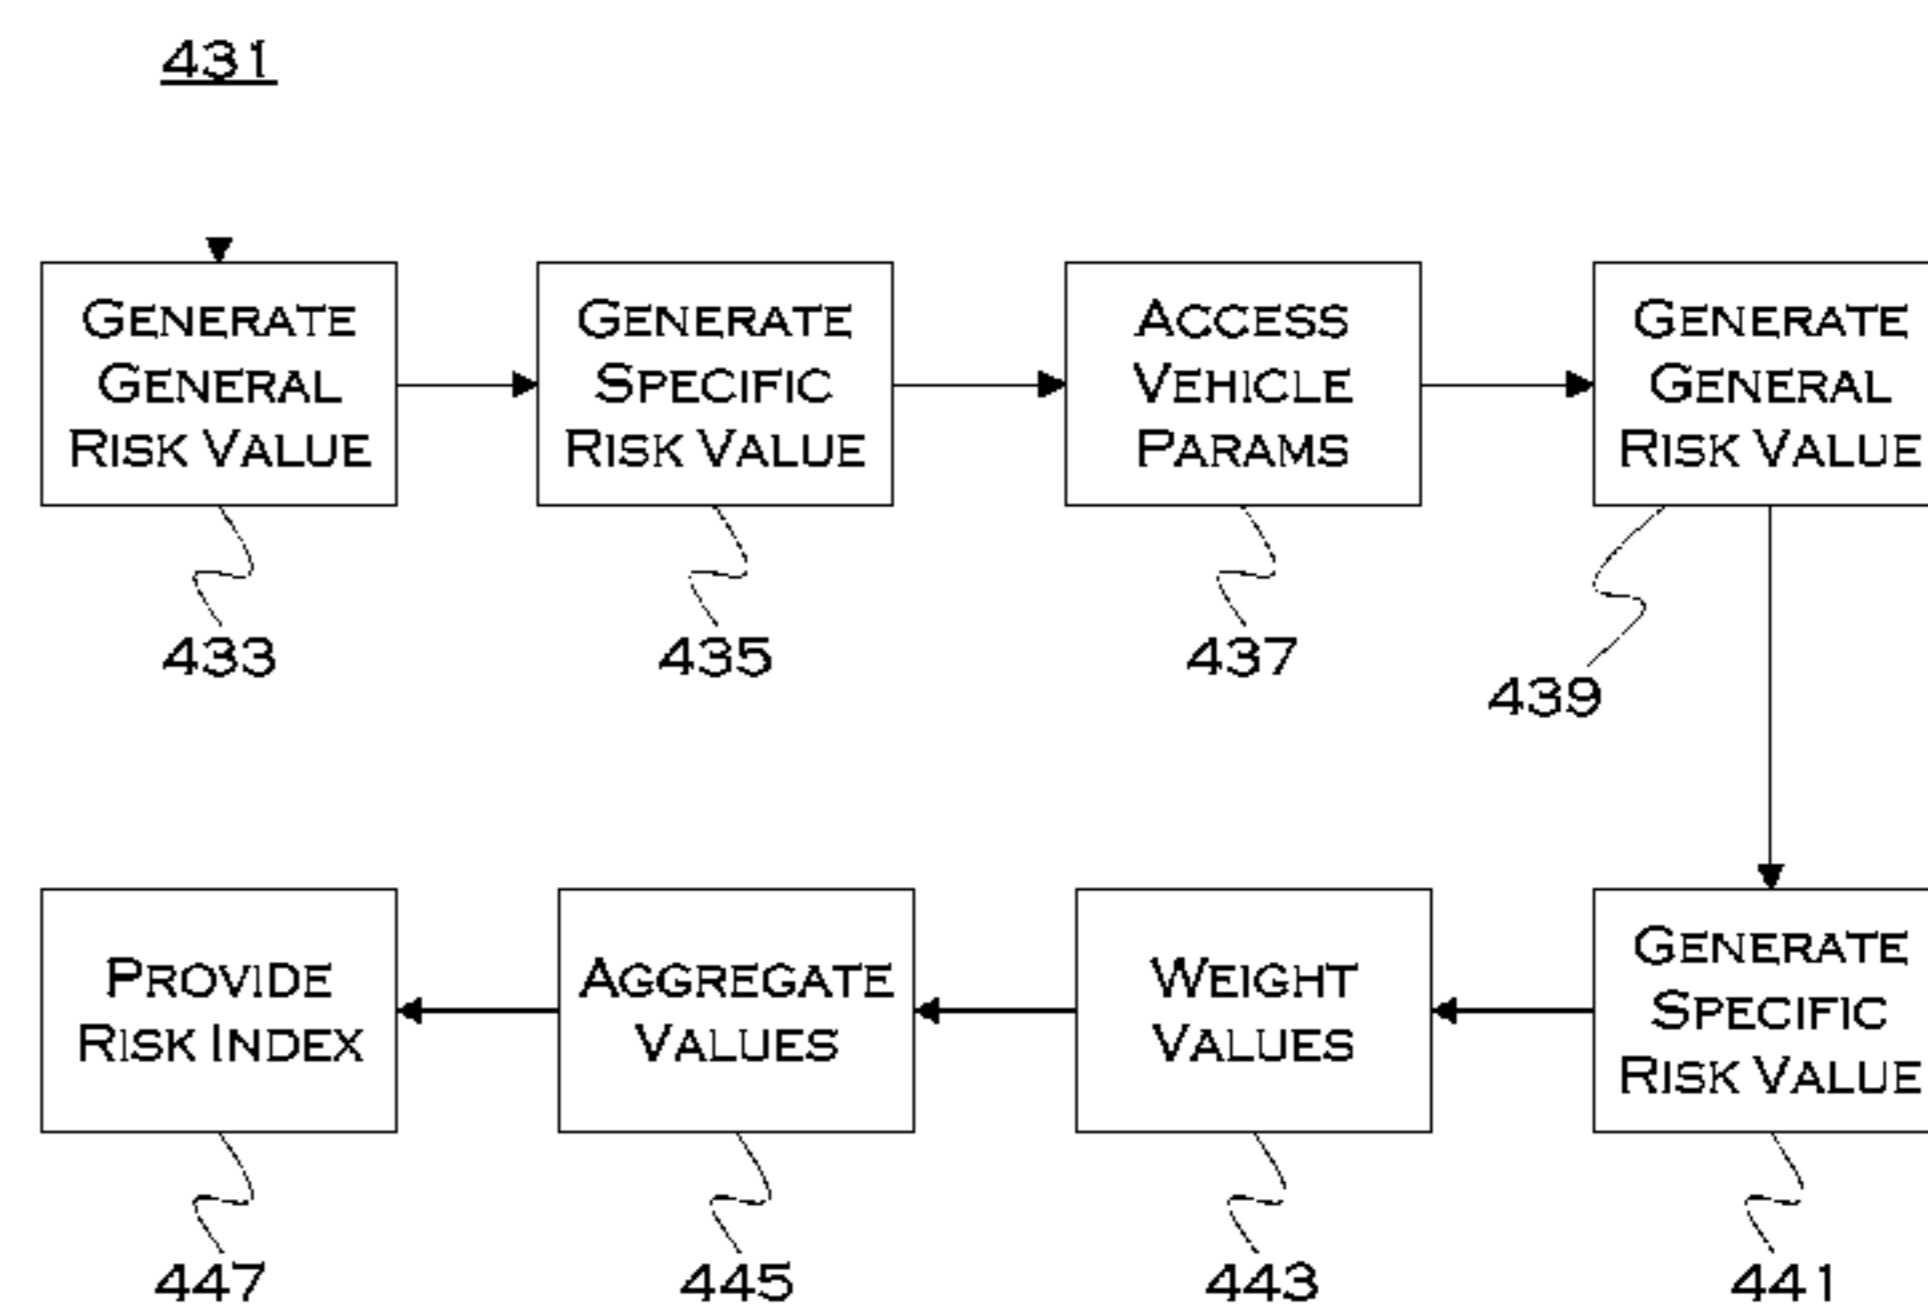 431
GENERATE
GENERAL
RISK VALUE
433
GENERATE
SPECIFIC
RISK VALUE
435
ACCESS
VEHICLE
PARAMS
437
GENERATE
GENERAL
RISK VALUE
439
GENERATE
SPECIFIC
RISK VALUE
441
WEIGHT
VALUES
443
AGGREGATE
VALUES
445
PROVIDE
RISK INDEX
447